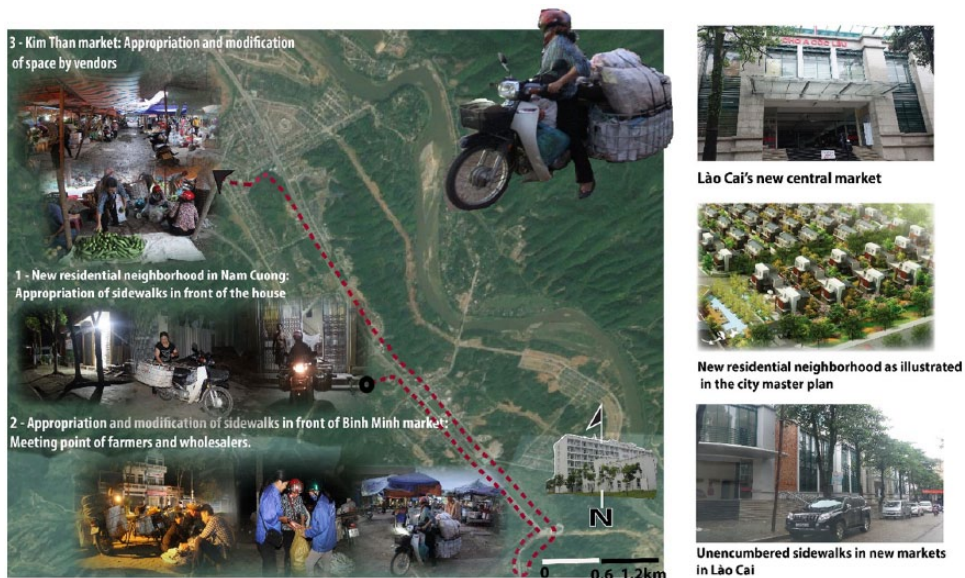 3 - Kim Than market: Appropriation and modification
of space by vendors
1 - New residential neighborhood in Nam Cuong:
Appropriation of sidewalks in front of the house
2 - Appropriation and modification of sidewalks in front of Binh Minh market:
Meeting point of farmers and wholesalers.
N
0 0.6 1.2km
CHỢ A CỐC LẾU
Lào Cai's new central market
New residential neighborhood as illustrated
in the city master plan
Unencumbered sidewalks in new markets
in Lào Cai